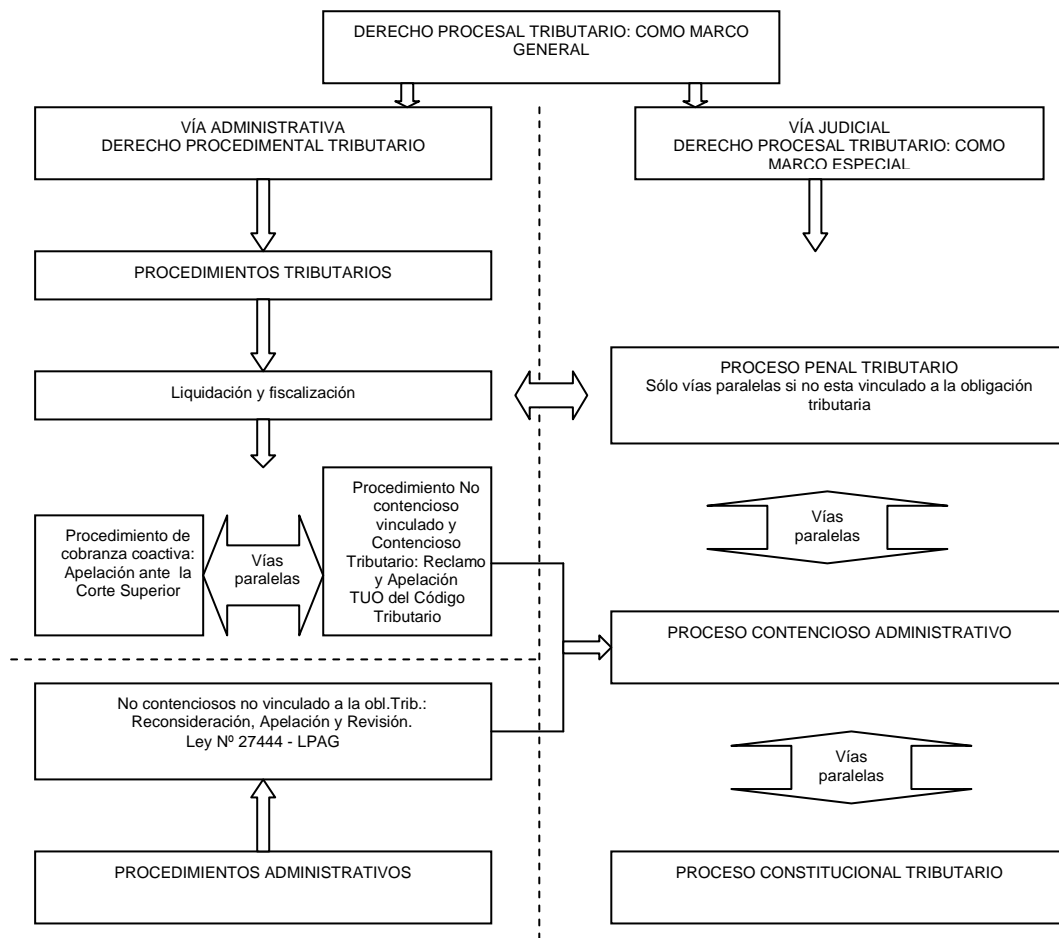 DERECHO PROCESAL TRIBUTARIO: COMO MARCO
GENERAL
VÍA ADMINISTRATIVA
DERECHO PROCEDIMENTAL TRIBUTARIO
VÍA JUDICIAL
DERECHO PROCESAL TRIBUTARIO: COMO
MARCO ESPECIAL
PROCEDIMIENTOS TRIBUTARIOS
Liquidación y fiscalización
PROCESO PENAL TRIBUTARIO
Sólo vías paralelas si no esta vinculado a la obligación
tributaria
Procedimiento de
cobranza coactiva:
Apelación ante la
Corte Superior
Vías
paralelas
Procedimiento No
contencioso
vinculado y
Contencioso
Tributario: Reclamo
y Apelación
TUO del Código
Tributario
Vías
paralelas
PROCESO CONTENCIOSO ADMINISTRATIVO
No contenciosos no vinculado a la obl.Trib.:
Reconsideración, Apelación y Revisión.
Ley Nº 27444 - LPAG
Vías
paralelas
PROCEDIMIENTOS ADMINISTRATIVOS
PROCESO CONSTITUCIONAL TRIBUTARIO